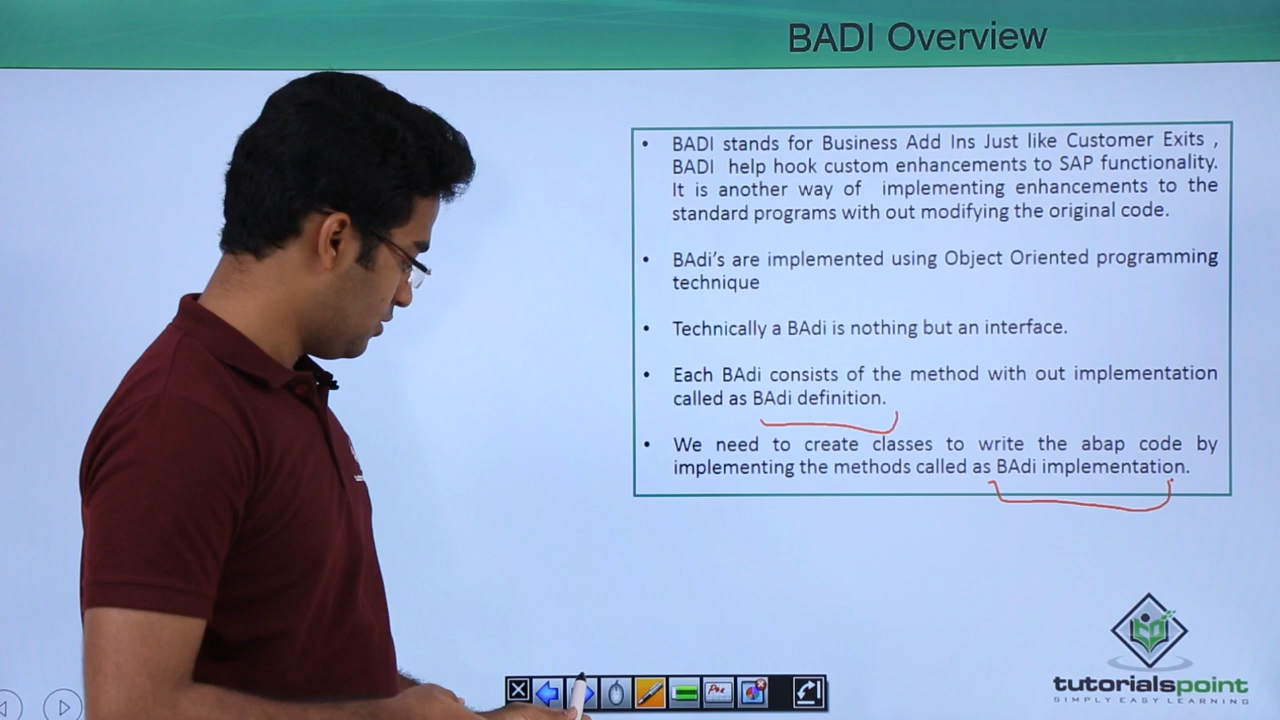 BADI Overview
• BADI stands for Business Add Ins Just like Customer Exits ,
BADI help hook custom enhancements to SAP functionality.
It is another way of implementing enhancements to the
standard programs with out modifying the original code.
• BAdi's are implemented using Object Oriented programming
technique
• Technically a BAdi is nothing but an interface.
• Each BAdi consists of the method with out implementation
called as BAdi definition.
• We need to create classes to write the abap code by
implementing the methods called as BAdi implementation.
tutorialspoint
SIMPLY EASY LEARNING